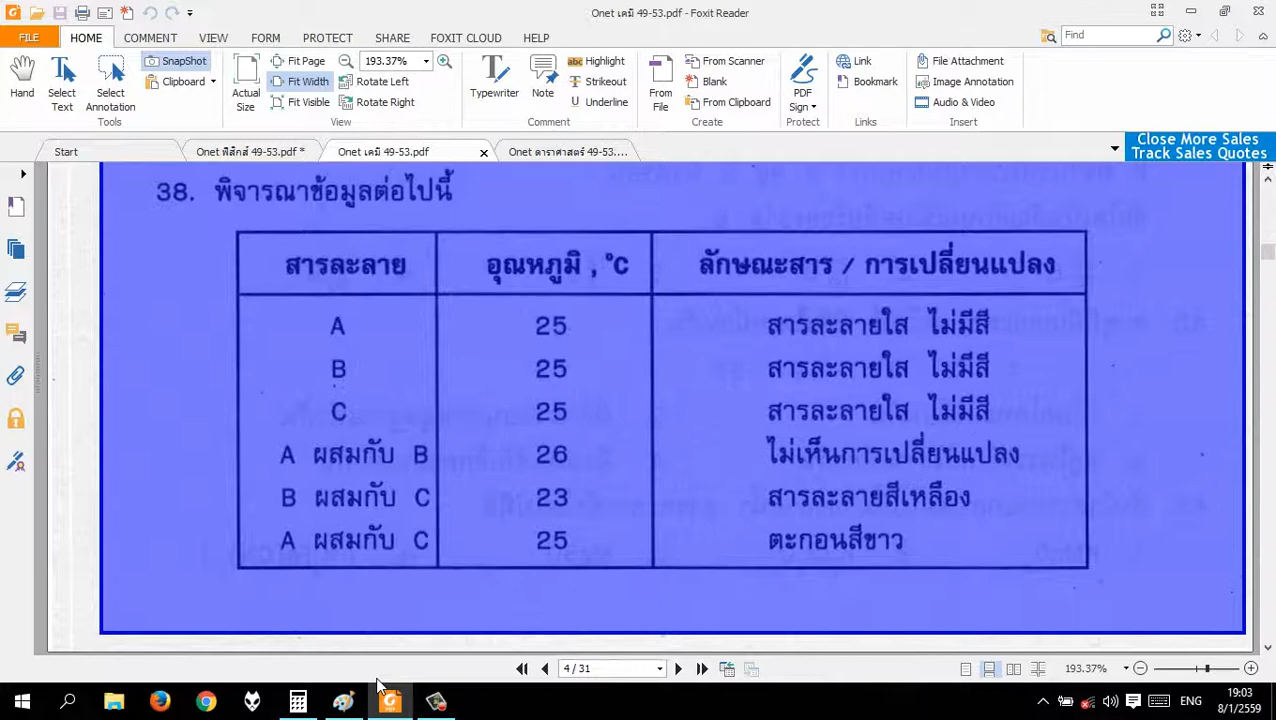 Onet เคมี 49-53.pdf - Foxit Reader
FILE HOME COMMENT VIEW FORM PROTECT SHARE FOXIT CLOUD HELP Find
Hand Select Text Select Annotation SnapShot Clipboard Tools
Actual Size Fit Page Fit Width Fit Visible 193.37% Rotate Left Rotate Right View
Typewriter Note Highlight Strikeout Underline Comment
From File From Scanner Blank From Clipboard Create
PDF Sign Protect
Link Bookmark Links
File Attachment Image Annotation Audio & Video Insert
Start Onet ฟิสิกส์ 49-53.pdf * Onet เคมี 49-53.pdf Onet ดาราศาสตร์ 49-53....
Close More Sales
Track Sales Quotes
38. พิจารณาข้อมูลต่อไปนี้
สารละลาย อุณหภูมิ , °C ลักษณะสาร / การเปลี่ยนแปลง
A 25 สารละลายใส ไม่มีสี
B 25 สารละลายใส ไม่มีสี
C 25 สารละลายใส ไม่มีสี
A ผสมกับ B 26 ไม่เห็นการเปลี่ยนแปลง
B ผสมกับ C 23 สารละลายสีเหลือง
A ผสมกับ C 25 ตะกอนสีขาว
4 / 31 193.37%
ENG 19:03
8/1/2559